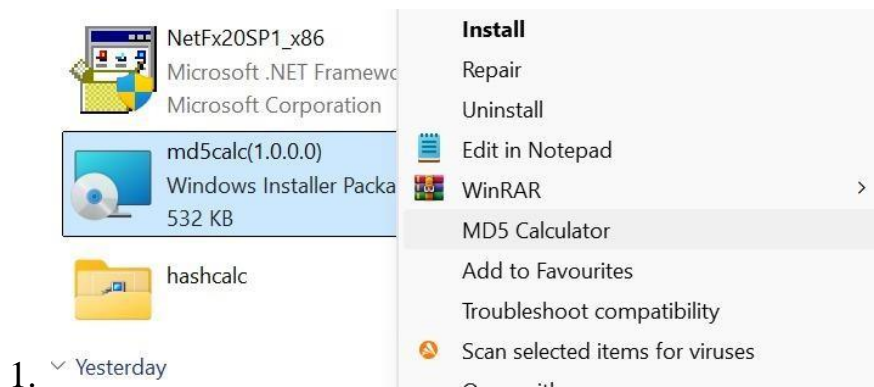 NetFx20SP1_x86
Microsoft .NET Framewo
Microsoft Corporation
md5calc(1.0.0.0)
Windows Installer Packa
532 KB
hashcalc
1. Yesterday
Install
Repair
Uninstall
Edit in Notepad
WinRAR
MD5 Calculator
Add to Favourites
Troubleshoot compatibility
Scan selected items for viruses